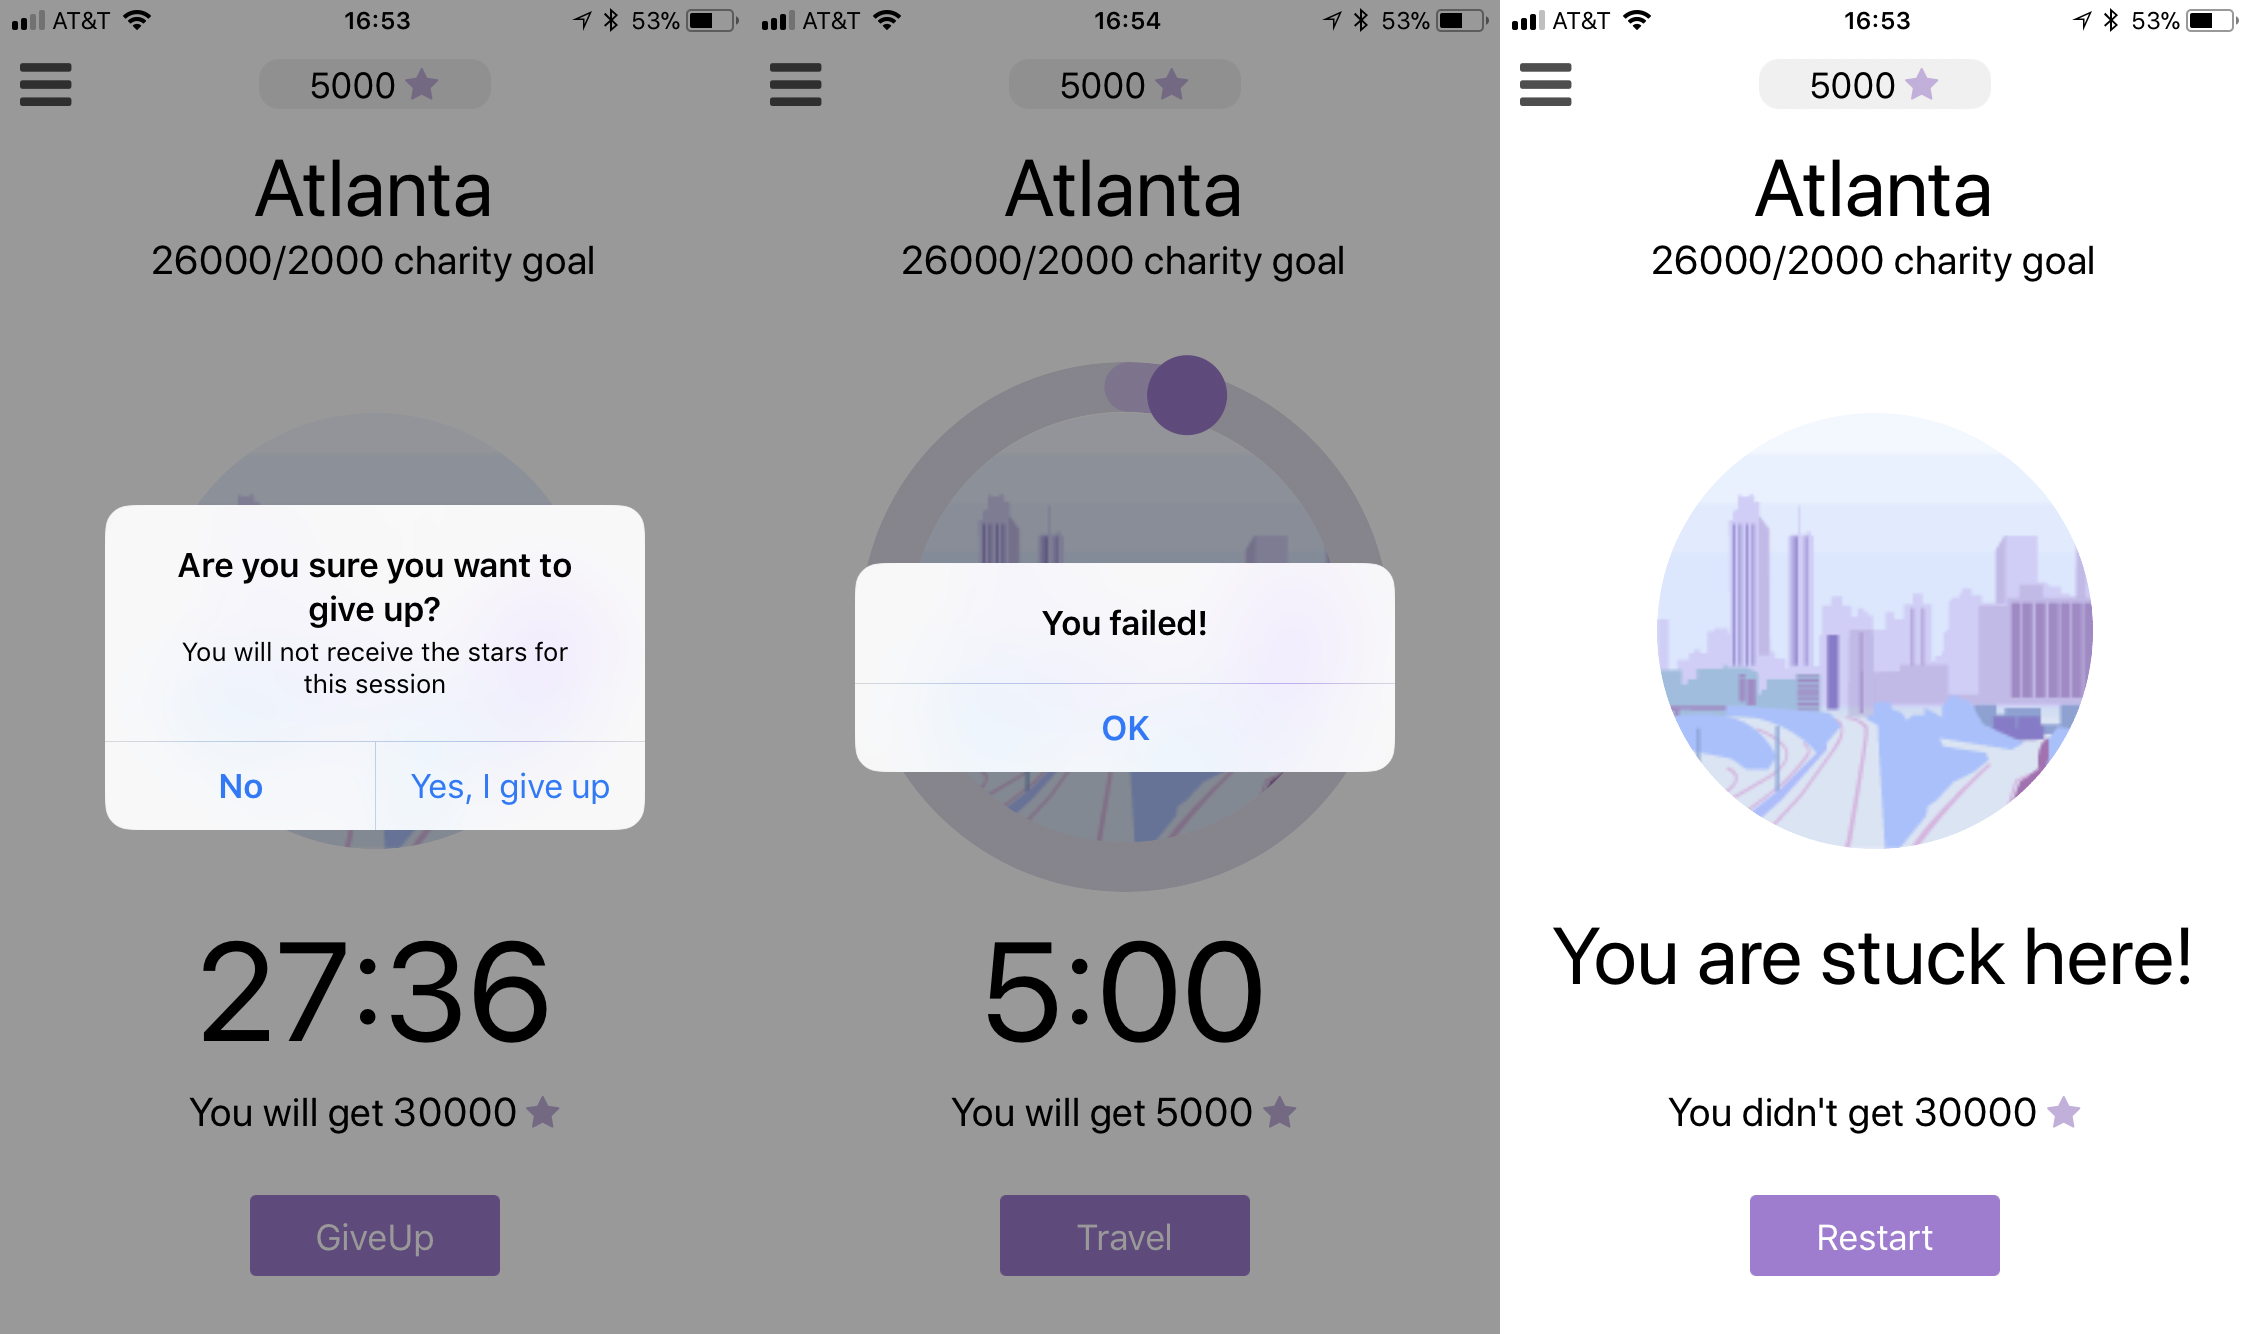 AT&T 16:53 53%
5000
Atlanta
26000/2000 charity goal
Are you sure you want to
give up?
You will not receive the stars for
this session
No Yes, I give up
27:36
You will get 30000
GiveUp
AT&T 16:54 53%
5000
Atlanta
26000/2000 charity goal
You failed!
OK
5:00
You will get 5000
Travel
AT&T 16:53 53%
5000
Atlanta
26000/2000 charity goal
You are stuck here!
You didn't get 30000
Restart